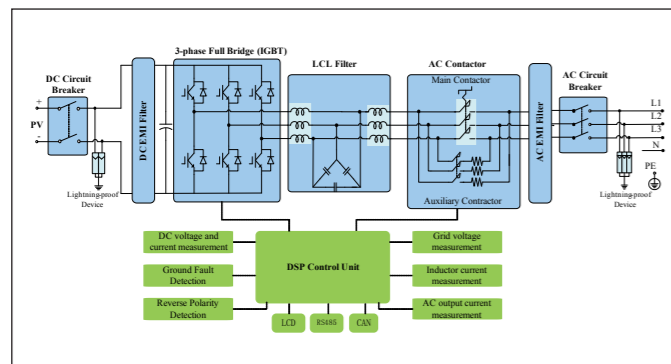 3-phase Full Bridge (IGBT)
LCL Filter
AC Contactor
Main Contactor
DC Circuit
Breaker
AC Circuit
Breaker
+
PV
-
DC EMI Filter
AC EMI Filter
L1
L2
L3
N
PE
Lightning-proof
Device
Auxiliary Contractor
Lightning-proof
Device
DC voltage and
current measurement
Ground Fault
Detection
Reverse Polarity
Detection
DSP Control Unit
Grid voltage
measurement
Inductor current
measurement
AC output current
measurement
LCD
RS485
CAN